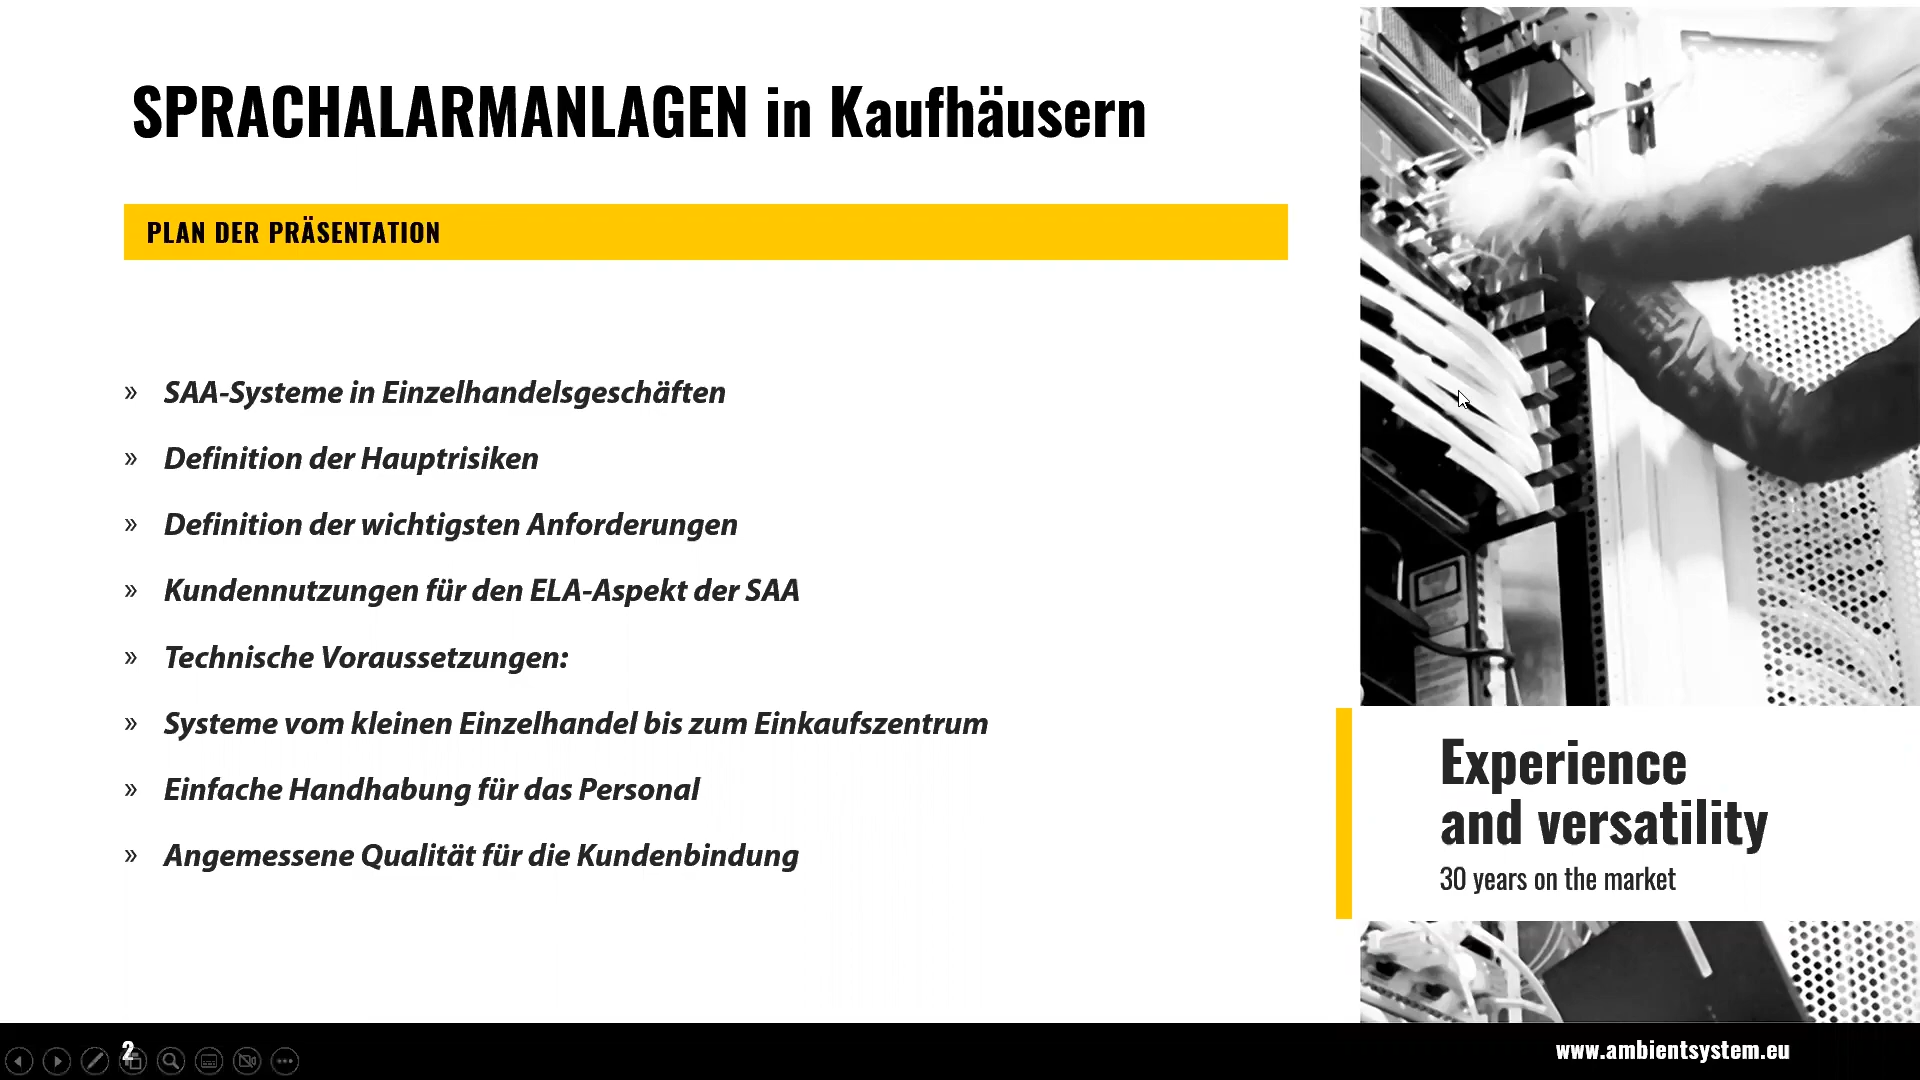 SPRACHALARMANLAGEN in Kaufhäusern
PLAN DER PRÄSENTATION
» SAA-Systeme in Einzelhandelsgeschäften
» Definition der Hauptrisiken
» Definition der wichtigsten Anforderungen
» Kundennutzungen für den ELA-Aspekt der SAA
» Technische Voraussetzungen:
» Systeme vom kleinen Einzelhandel bis zum Einkaufszentrum
» Einfache Handhabung für das Personal
» Angemessene Qualität für die Kundenbindung
Experience
and versatility
30 years on the market
2
www.ambientsystem.eu